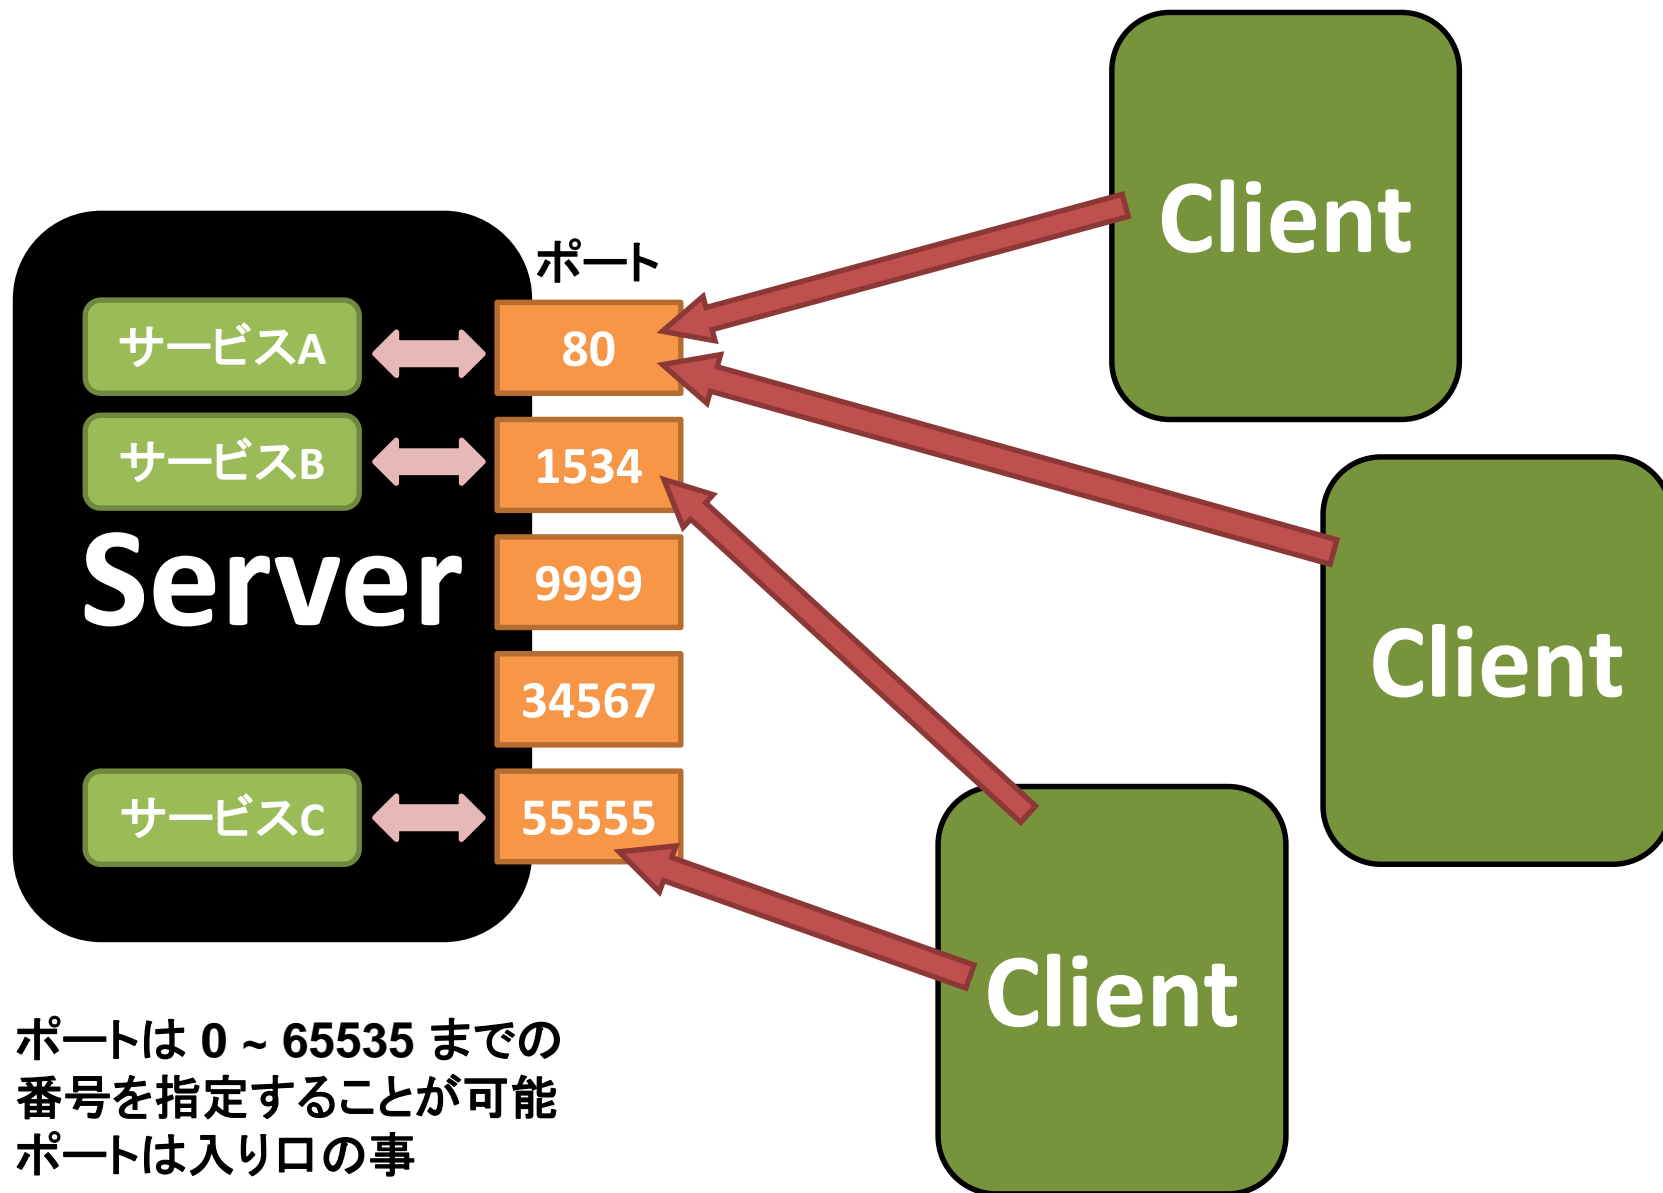 Client
ポート
サービスA
80
サービスB
1534
Server
9999
Client
34567
サービスC
55555
Client
ポートは 0 ~ 65535 までの
番号を指定することが可能
ポートは入り口の事